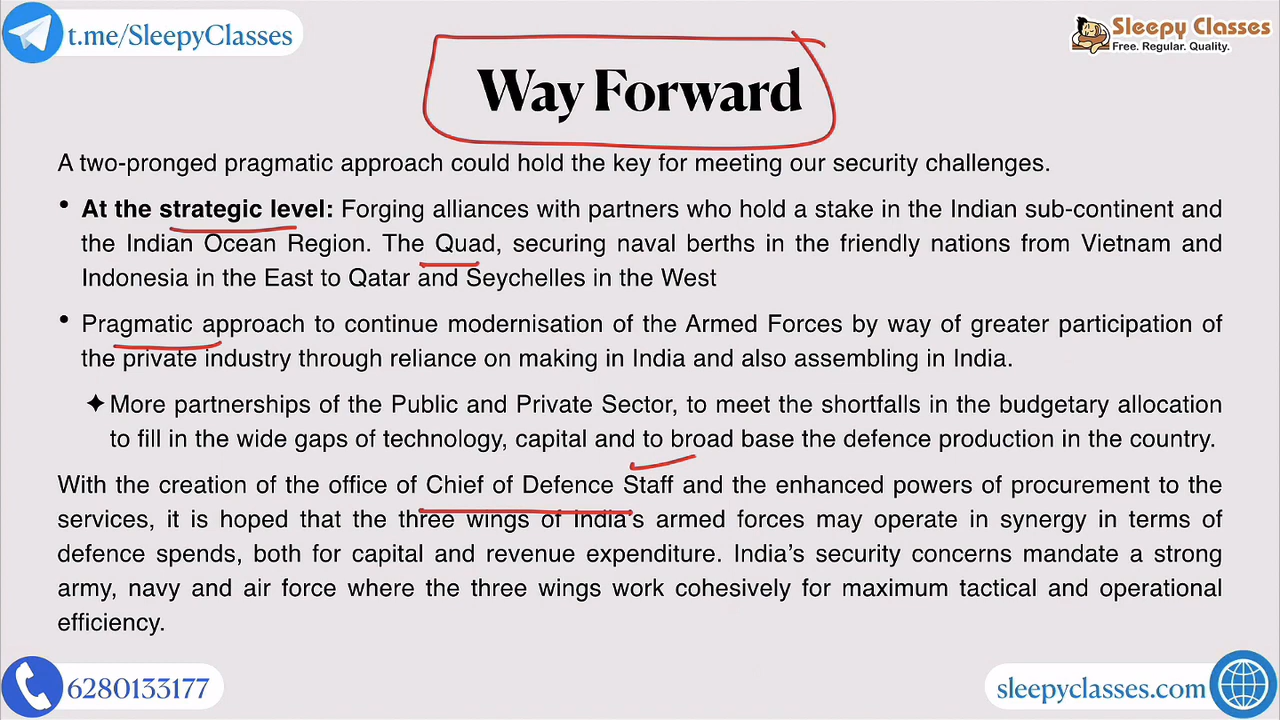 t.me/SleepyClasses
Sleepy Classes
Free. Regular. Quality.
Way Forward
A two-pronged pragmatic approach could hold the key for meeting our security challenges.
• At the strategic level: Forging alliances with partners who hold a stake in the Indian sub-continent and
the Indian Ocean Region. The Quad, securing naval berths in the friendly nations from Vietnam and
Indonesia in the East to Qatar and Seychelles in the West
• Pragmatic approach to continue modernisation of the Armed Forces by way of greater participation of
the private industry through reliance on making in India and also assembling in India.
✦ More partnerships of the Public and Private Sector, to meet the shortfalls in the budgetary allocation
to fill in the wide gaps of technology, capital and to broad base the defence production in the country.
With the creation of the office of Chief of Defence Staff and the enhanced powers of procurement to the
services, it is hoped that the three wings of India's armed forces may operate in synergy in terms of
defence spends, both for capital and revenue expenditure. India's security concerns mandate a strong
army, navy and air force where the three wings work cohesively for maximum tactical and operational
efficiency.
6280133177
sleepyclasses.com